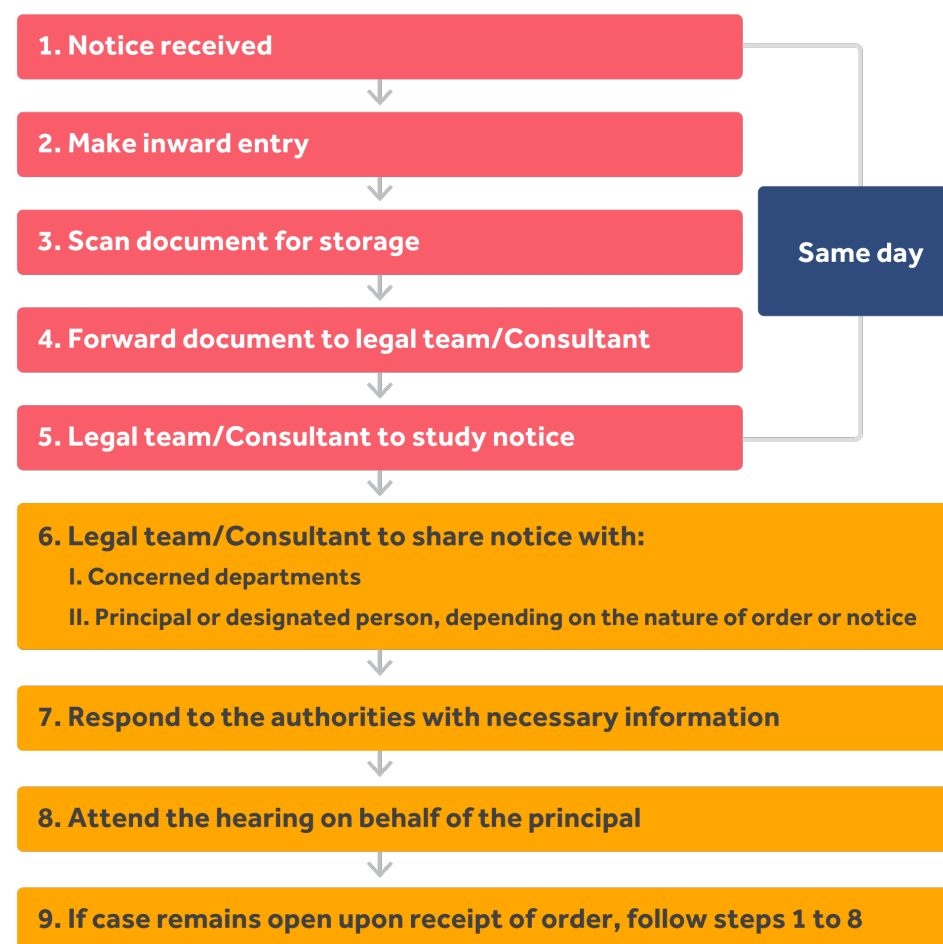 1. Notice received
2. Make inward entry
3. Scan document for storage
Same day
4. Forward document to legal team/Consultant
5. Legal team/Consultant to study notice
6. Legal team/Consultant to share notice with:
I. Concerned departments
II. Principal or designated person, depending on the nature of order or notice
7. Respond to the authorities with necessary information
8. Attend the hearing on behalf of the principal
9. If case remains open upon receipt of order, follow steps 1 to 8